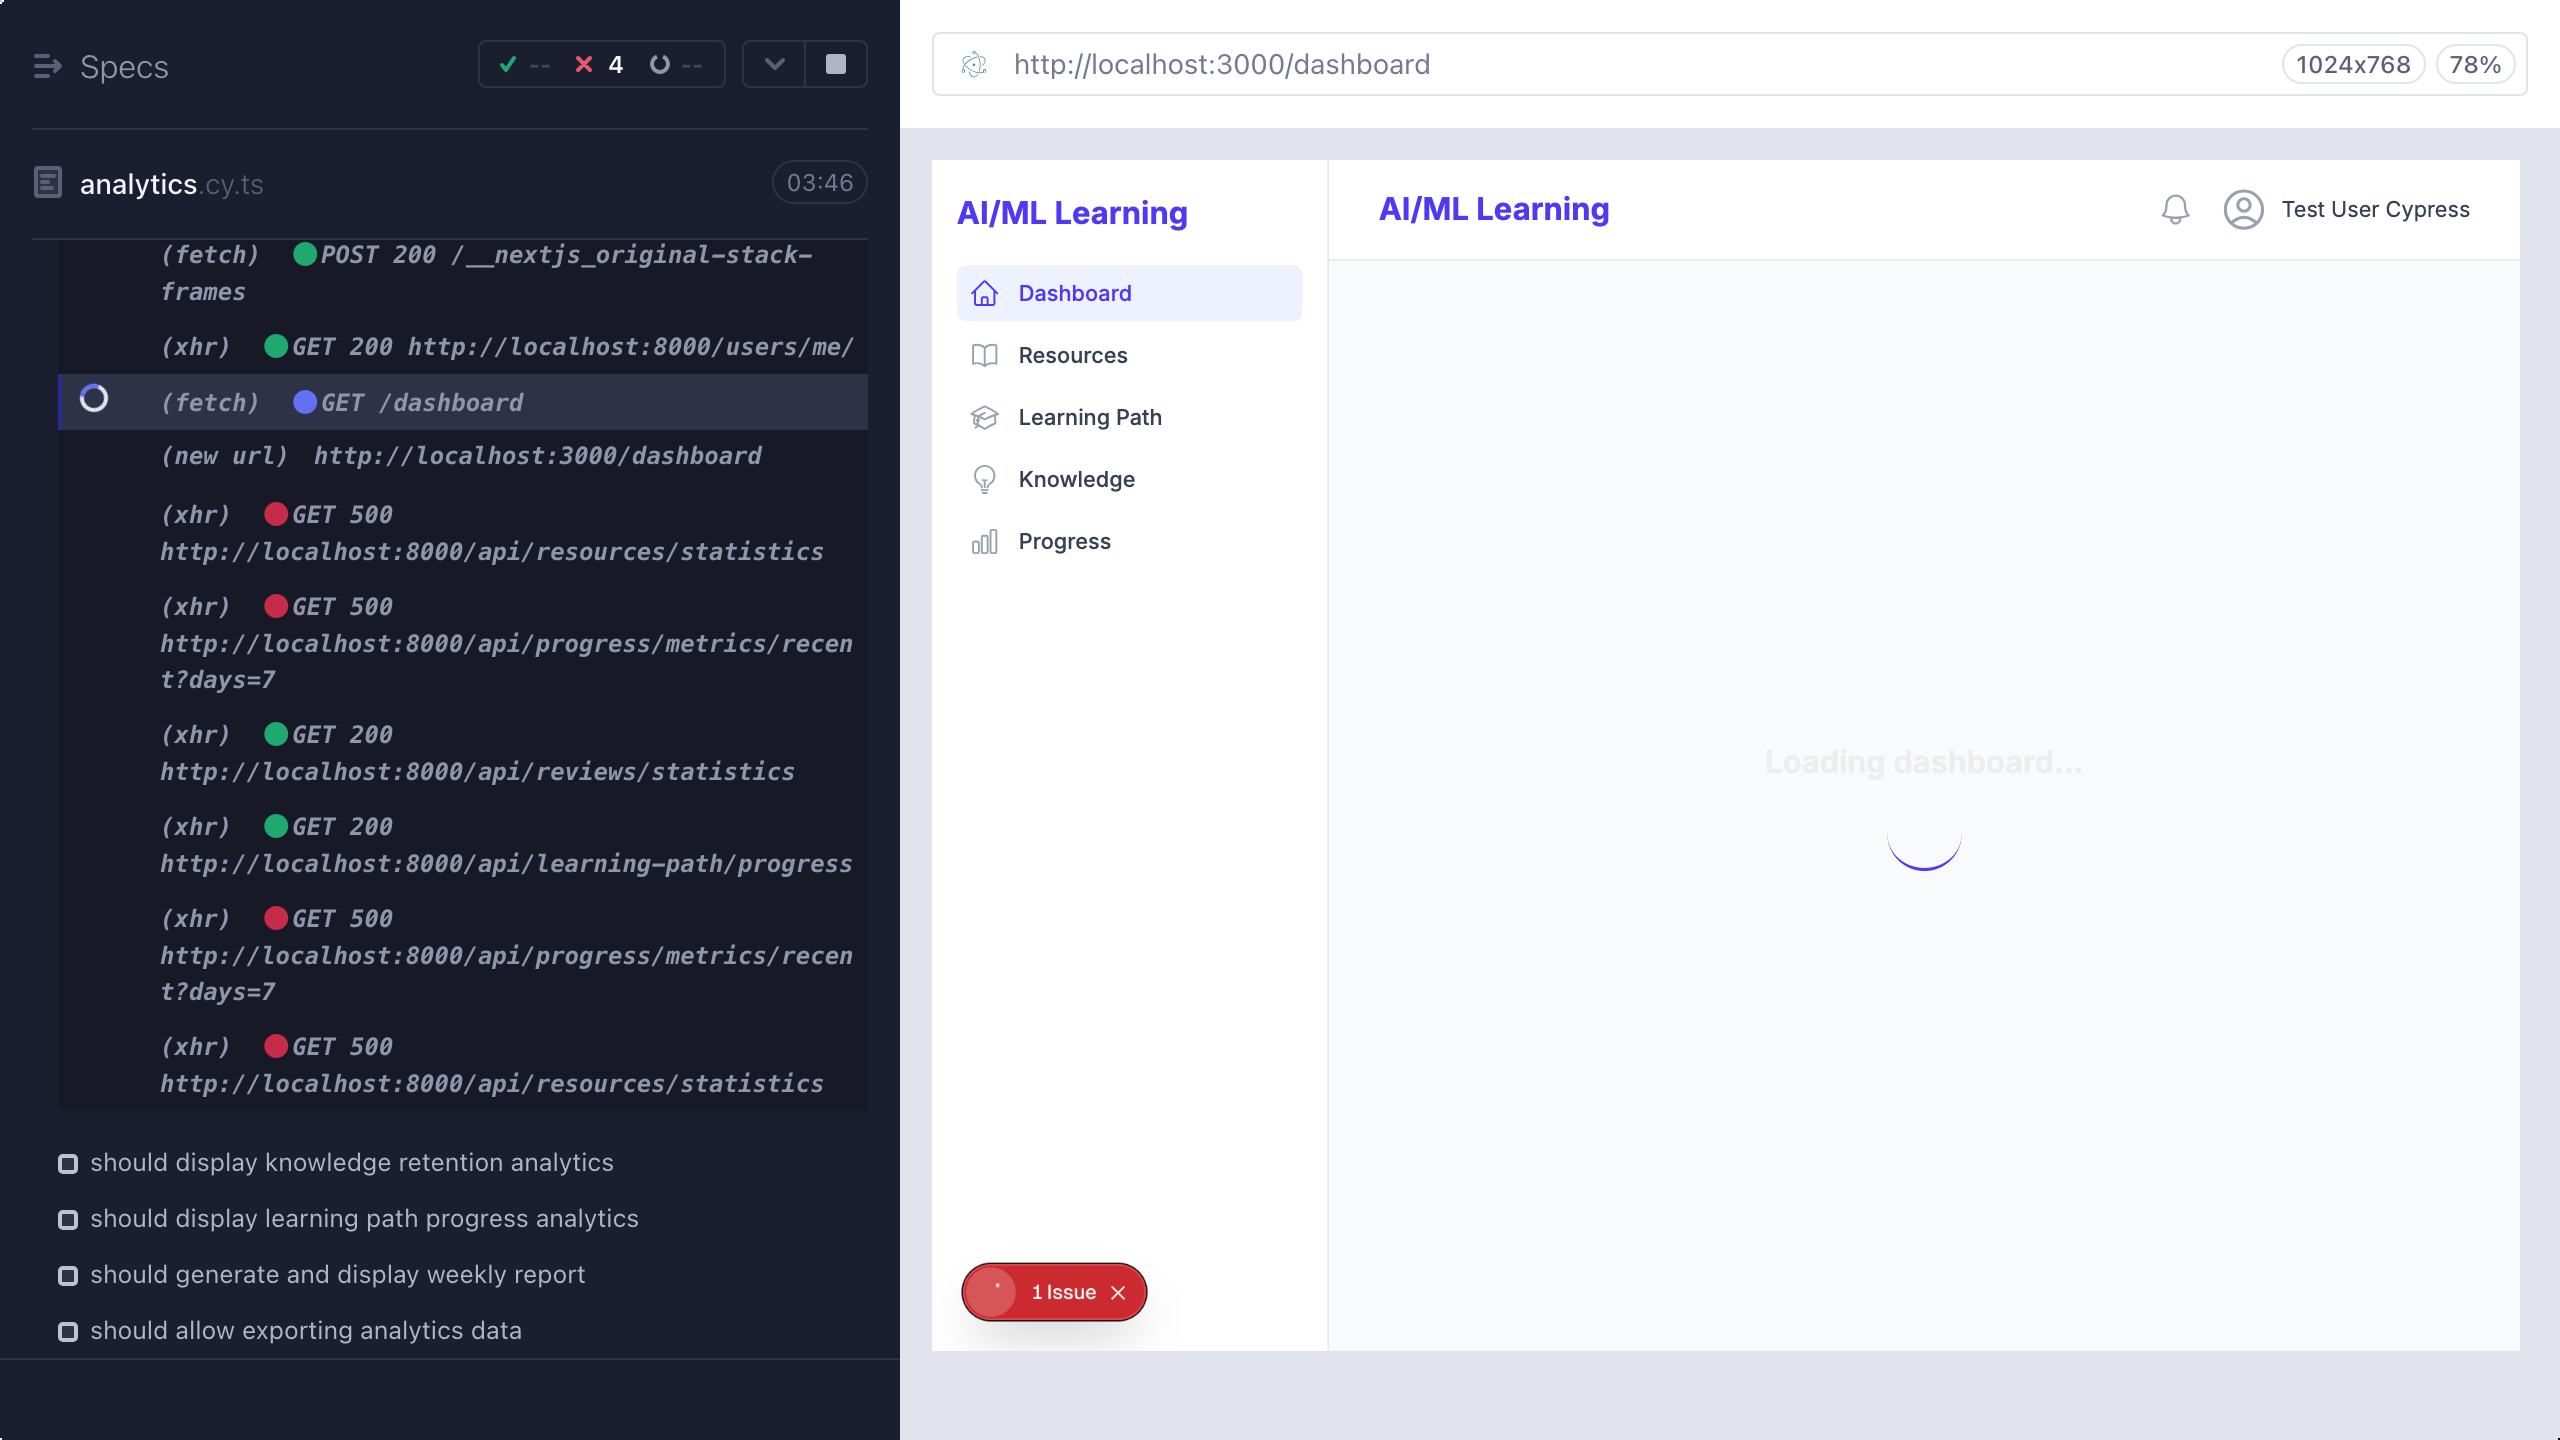 Specs
-- 4 --
analytics.cy.ts
03:46
(fetch) POST 200 /__nextjs_original-stack-
frames
(xhr) GET 200 http://localhost:8000/users/me/
(fetch) GET /dashboard
(new url) http://localhost:3000/dashboard
(xhr) GET 500
http://localhost:8000/api/resources/statistics
(xhr) GET 500
http://localhost:8000/api/progress/metrics/recen
t?days=7
(xhr) GET 200
http://localhost:8000/api/reviews/statistics
(xhr) GET 200
http://localhost:8000/api/learning-path/progress
(xhr) GET 500
http://localhost:8000/api/progress/metrics/recen
t?days=7
(xhr) GET 500
http://localhost:8000/api/resources/statistics
should display knowledge retention analytics
should display learning path progress analytics
should generate and display weekly report
should allow exporting analytics data
http://localhost:3000/dashboard
1024x768
78%
AI/ML Learning
Dashboard
Resources
Learning Path
Knowledge
Progress
1 Issue
AI/ML Learning
Test User Cypress
Loading dashboard...